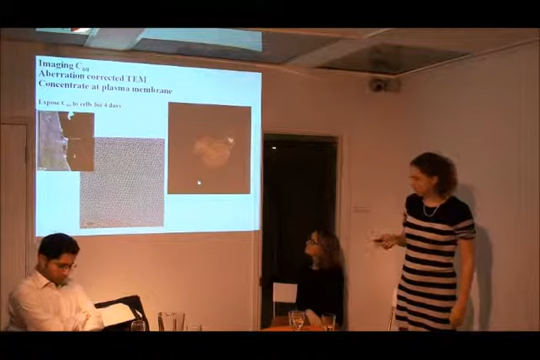 Imaging C60
Aberration corrected TEM
Concentrate at plasma membrane
Expose C60 to cells for 4 days